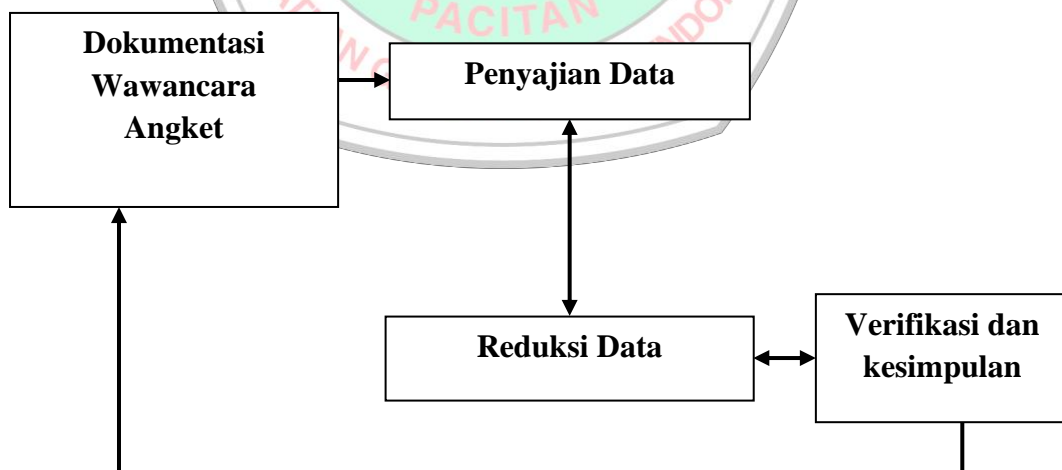 PACITAN
Dokumentasi
Wawancara
Angket
Penyajian Data
Reduksi Data
Verifikasi dan
kesimpulan